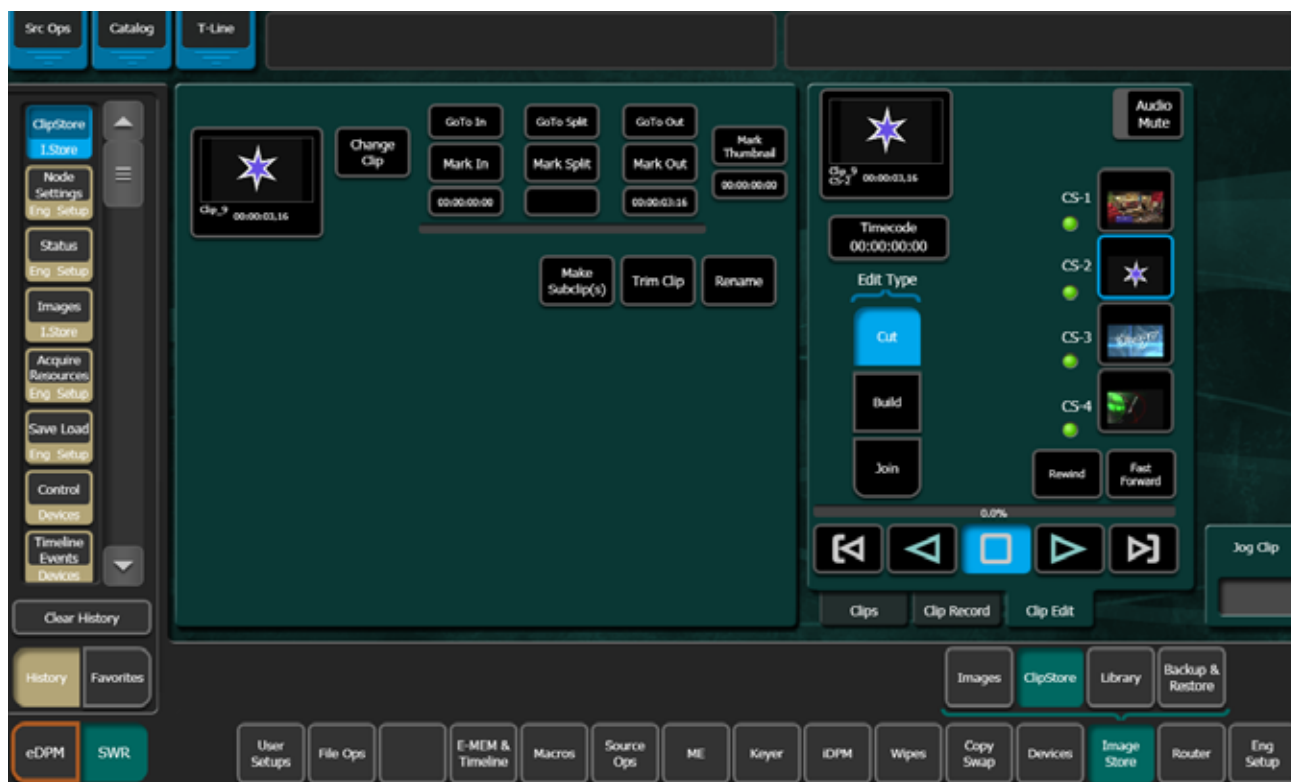 Src Ops
Catalog
T-Line
ClipStore
I.Store
Node
Settings
Eng Setup
Status
Eng Setup
Images
I.Store
Acquire
Resources
Eng Setup
Save Load
Eng Setup
Control
Devices
Timeline
Events
Devices
Clear History
History
Favorites
eDPM
SWR
Clip_9 00:00:03,16
Change
Clip
GoTo In
GoTo Split
GoTo Out
Mark In
Mark Split
Mark Out
Mark
Thumbnail
00:00:00:00
00:00:03:16
00:00:00:00
Make
Subclip(s)
Trim Clip
Rename
Clip_9
CS-2 00:00:03,16
Audio
Mute
Timecode
00:00:00:00
Edit Type
Cut
Build
Join
CS-1
CS-2
CS-3
CS-4
Rewind
Fast
Forward
0.0%
Clips
Clip Record
Clip Edit
Jog Clip
Images
ClipStore
Library
Backup &
Restore
User
Setups
File Ops
E-MEM &
Timeline
Macros
Source
Ops
ME
Keyer
iDPM
Wipes
Copy
Swap
Devices
Image
Store
Router
Eng
Setup